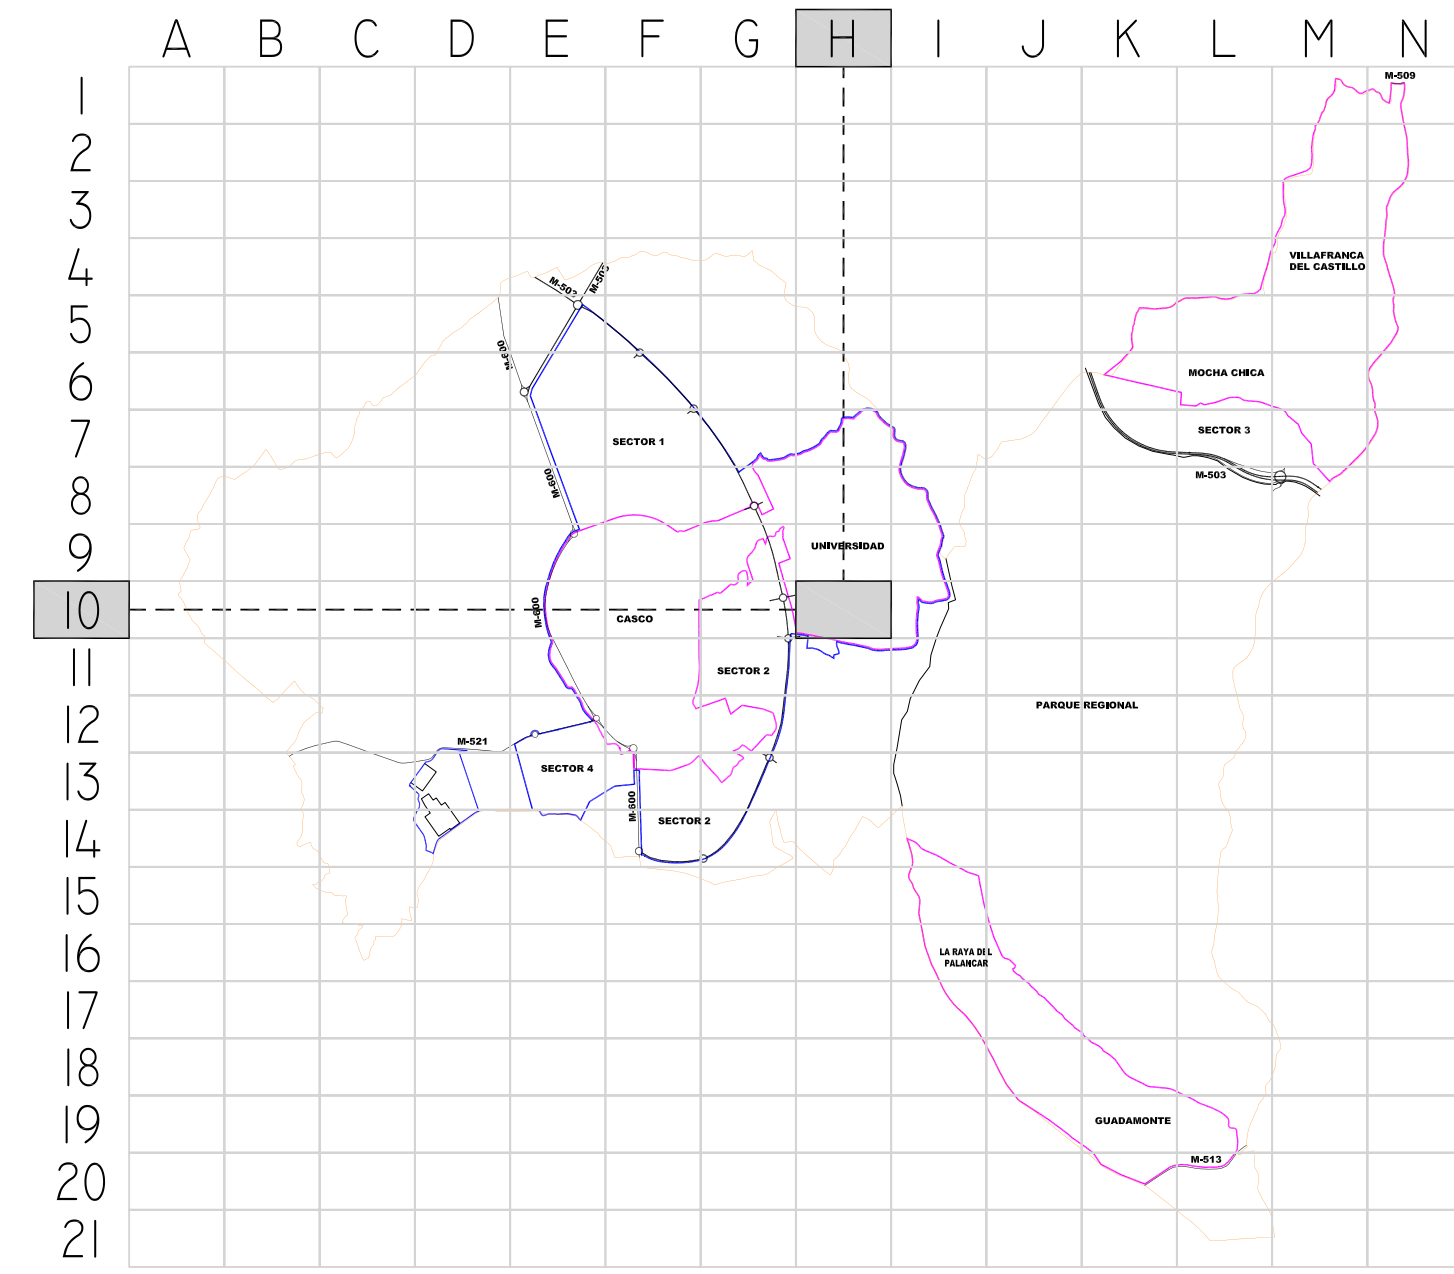 A B C D E F G H I J K L M N
M-509
1
2
3
4
VILLAFRANCA
DEL CASTILLO
M-503
M-503
5
M-600
6
MOCHA CHICA
7
SECTOR 1
SECTOR 3
8
M-600
M-503
9
UNIVERSIDAD
10
M-600
CASCO
11
SECTOR 2
12
PARQUE REGIONAL
M-521
13
SECTOR 4
M-600
14
SECTOR 2
15
16
LA RAYA DEL
PALANCAR
17
18
19
GUADAMONTE
20
M-513
21